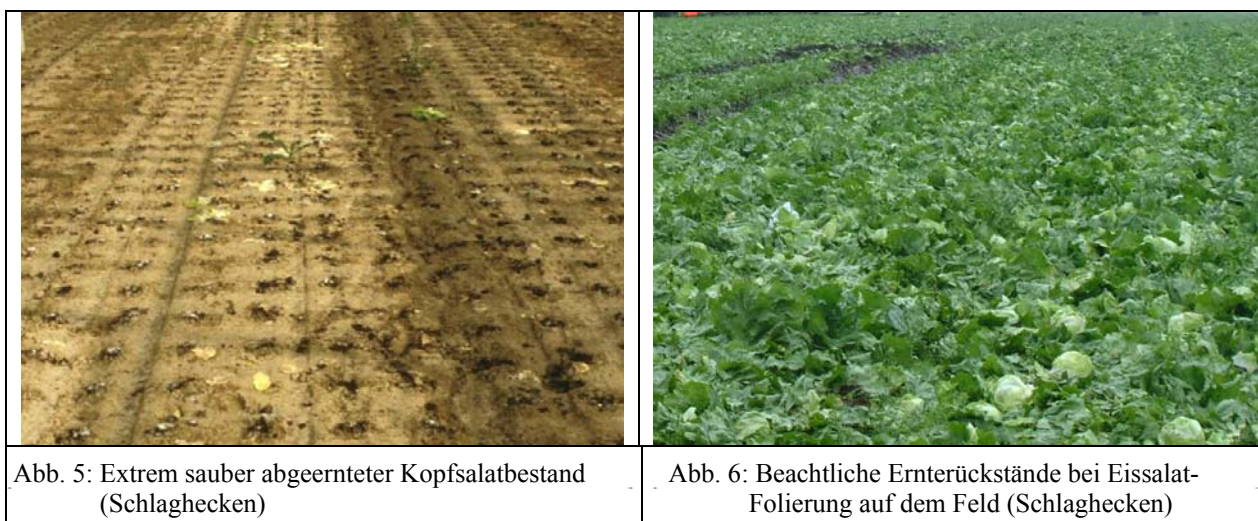 Abb. 5: Extrem sauber abgeernteter Kopfsalatbestand
(Schlaghecken)
Abb. 6: Beachtliche Ernterückstände bei Eissalat-
Folierung auf dem Feld (Schlaghecken)